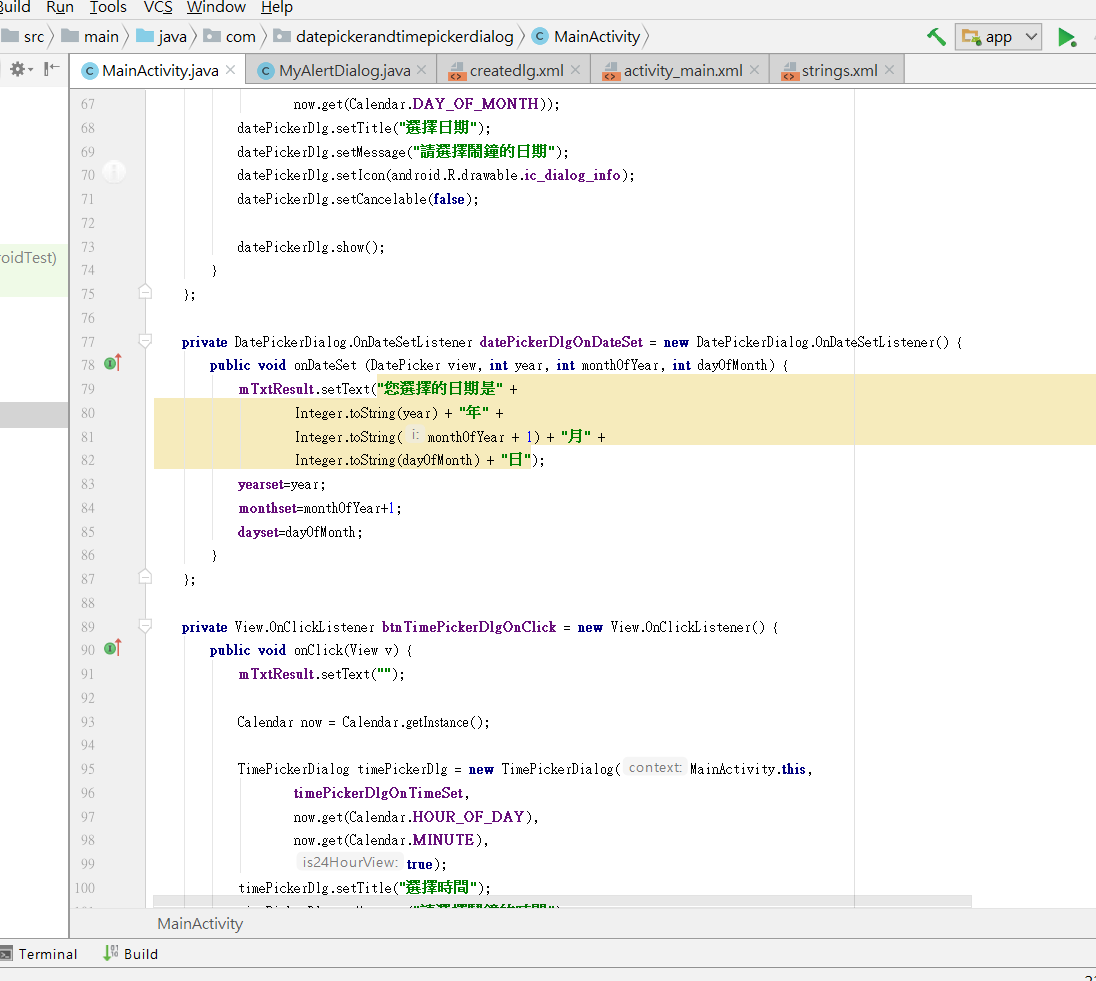 Build Run Tools VCS Window Help
src main java com datepickerandtimepickerdialog MainActivity app
MainActivity.java MyAlertDialog.java createdlg.xml activity_main.xml strings.xml
67 now.get(Calendar.DAY_OF_MONTH));
68 datePickerDlg.setTitle("選擇日期");
69 datePickerDlg.setMessage("請選擇鬧鐘的日期");
70 datePickerDlg.setIcon(android.R.drawable.ic_dialog_info);
71 datePickerDlg.setCancelable(false);
72
73 datePickerDlg.show();
roidTest)
74 }
75 };
76
77 private DatePickerDialog.OnDateSetListener datePickerDlgOnDateSet = new DatePickerDialog.OnDateSetListener() {
78 public void onDateSet (DatePicker view, int year, int monthOfYear, int dayOfMonth) {
79 mTxtResult.setText("您選擇的日期是" +
80 Integer.toString(year) + "年" +
81 Integer.toString( i: monthOfYear + 1) + "月" +
82 Integer.toString(dayOfMonth) + "日");
83 yearset=year;
84 monthset=monthOfYear+1;
85 dayset=dayOfMonth;
86 }
87 };
88
89 private View.OnClickListener btnTimePickerDlgOnClick = new View.OnClickListener() {
90 public void onClick(View v) {
91 mTxtResult.setText("");
92
93 Calendar now = Calendar.getInstance();
94
95 TimePickerDialog timePickerDlg = new TimePickerDialog( context: MainActivity.this,
96 timePickerDlgOnTimeSet,
97 now.get(Calendar.HOUR_OF_DAY),
98 now.get(Calendar.MINUTE),
99 is24HourView: true);
100 timePickerDlg.setTitle("選擇時間");
MainActivity
Terminal Build